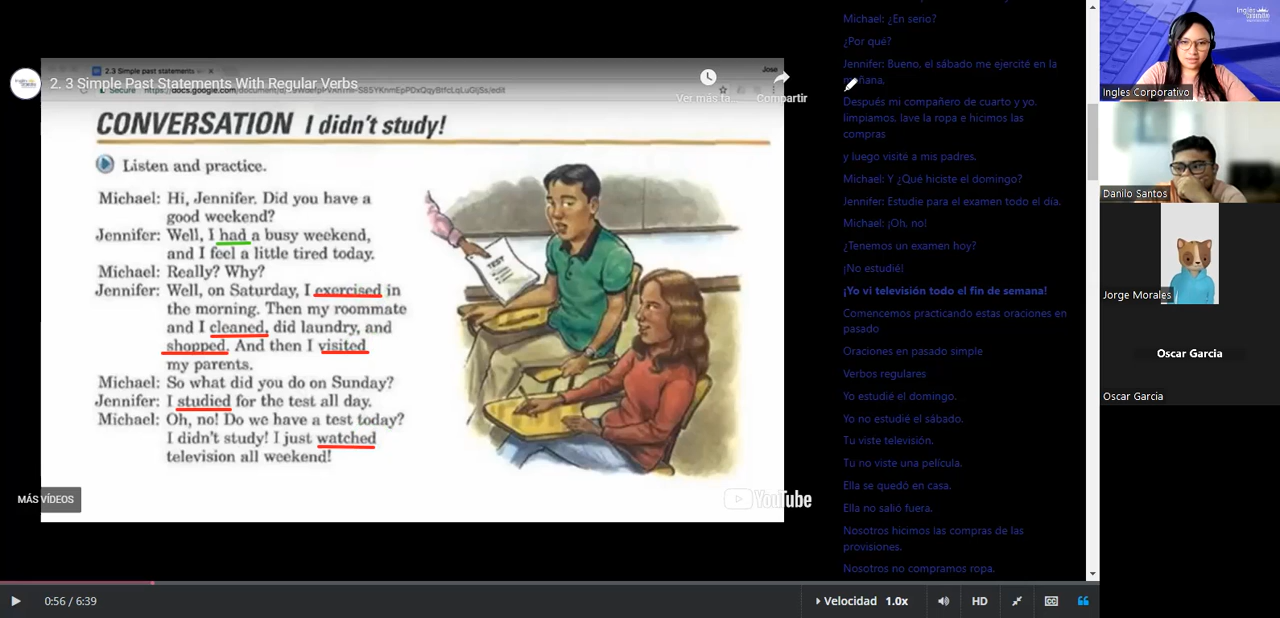 2. 3 Simple Past Statements With Regular Verbs
2.3 Simple past statements
Jose
Ver más ta...
Compartir
CONVERSATION I didn't study!
Listen and practice.
Michael: Hi, Jennifer. Did you have a
good weekend?
Jennifer: Well, I had a busy weekend,
and I feel a little tired today.
Michael: Really? Why?
Jennifer: Well, on Saturday, I exercised in
the morning. Then my roommate
and I cleaned, did laundry, and
shopped. And then I visited
my parents.
Michael: So what did you do on Sunday?
Jennifer: I studied for the test all day.
Michael: Oh, no! Do we have a test today?
I didn't study! I just watched
television all weekend!
TEST
MÁS VÍDEOS
YouTube
0:56 / 6:39
Velocidad 1.0x
HD
CC
Michael: ¿En serio?
¿Por qué?
Jennifer: Bueno, el sábado me ejercité en la
mañana.
Después mi compañero de cuarto y yo,
limpiamos, lave la ropa e hicimos las
compras
y luego visité a mis padres.
Michael: Y ¿Qué hiciste el domingo?
Jennifer: Estudie para el examen todo el día.
Michael: ¡Oh, no!
¿Tenemos un examen hoy?
¡No estudié!
¡Yo vi televisión todo el fin de semana!
Comencemos practicando estas oraciones en
pasado
Oraciones en pasado simple
Verbos regulares
Yo estudié el domingo.
Yo no estudié el sábado.
Tu viste televisión.
Tu no viste una película.
Ella se quedó en casa.
Ella no salió fuera.
Nosotros hicimos las compras de las
provisiones.
Nosotros no compramos ropa.
Ingles Corporativo
Danilo Santos
Jorge Morales
Oscar Garcia
Oscar Garcia